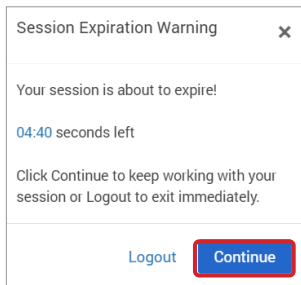 Session Expiration Warning ×
Your session is about to expire!
04:40 seconds left
Click Continue to keep working with your
session or Logout to exit immediately.
Logout Continue